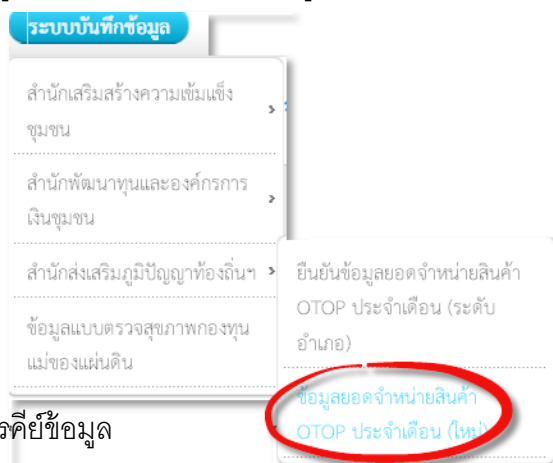 ระบบบันทึกข้อมูล
สำนักเสริมสร้างความเข้มแข็ง
ชุมชน
สำนักพัฒนาทุนและองค์กรการ
เงินชุมชน
สำนักส่งเสริมภูมิปัญญาท้องถิ่นฯ
ข้อมูลแบบตรวจสุขภาพกองทุน
แม่ของแผ่นดิน
ยืนยันข้อมูลยอดจำหน่ายสินค้า
OTOP ประจำเดือน (ระดับ
อำเภอ)
ข้อมูลยอดจำหน่ายสินค้า
OTOP ประจำเดือน (ใหม่)
รคีย์ข้อมูล